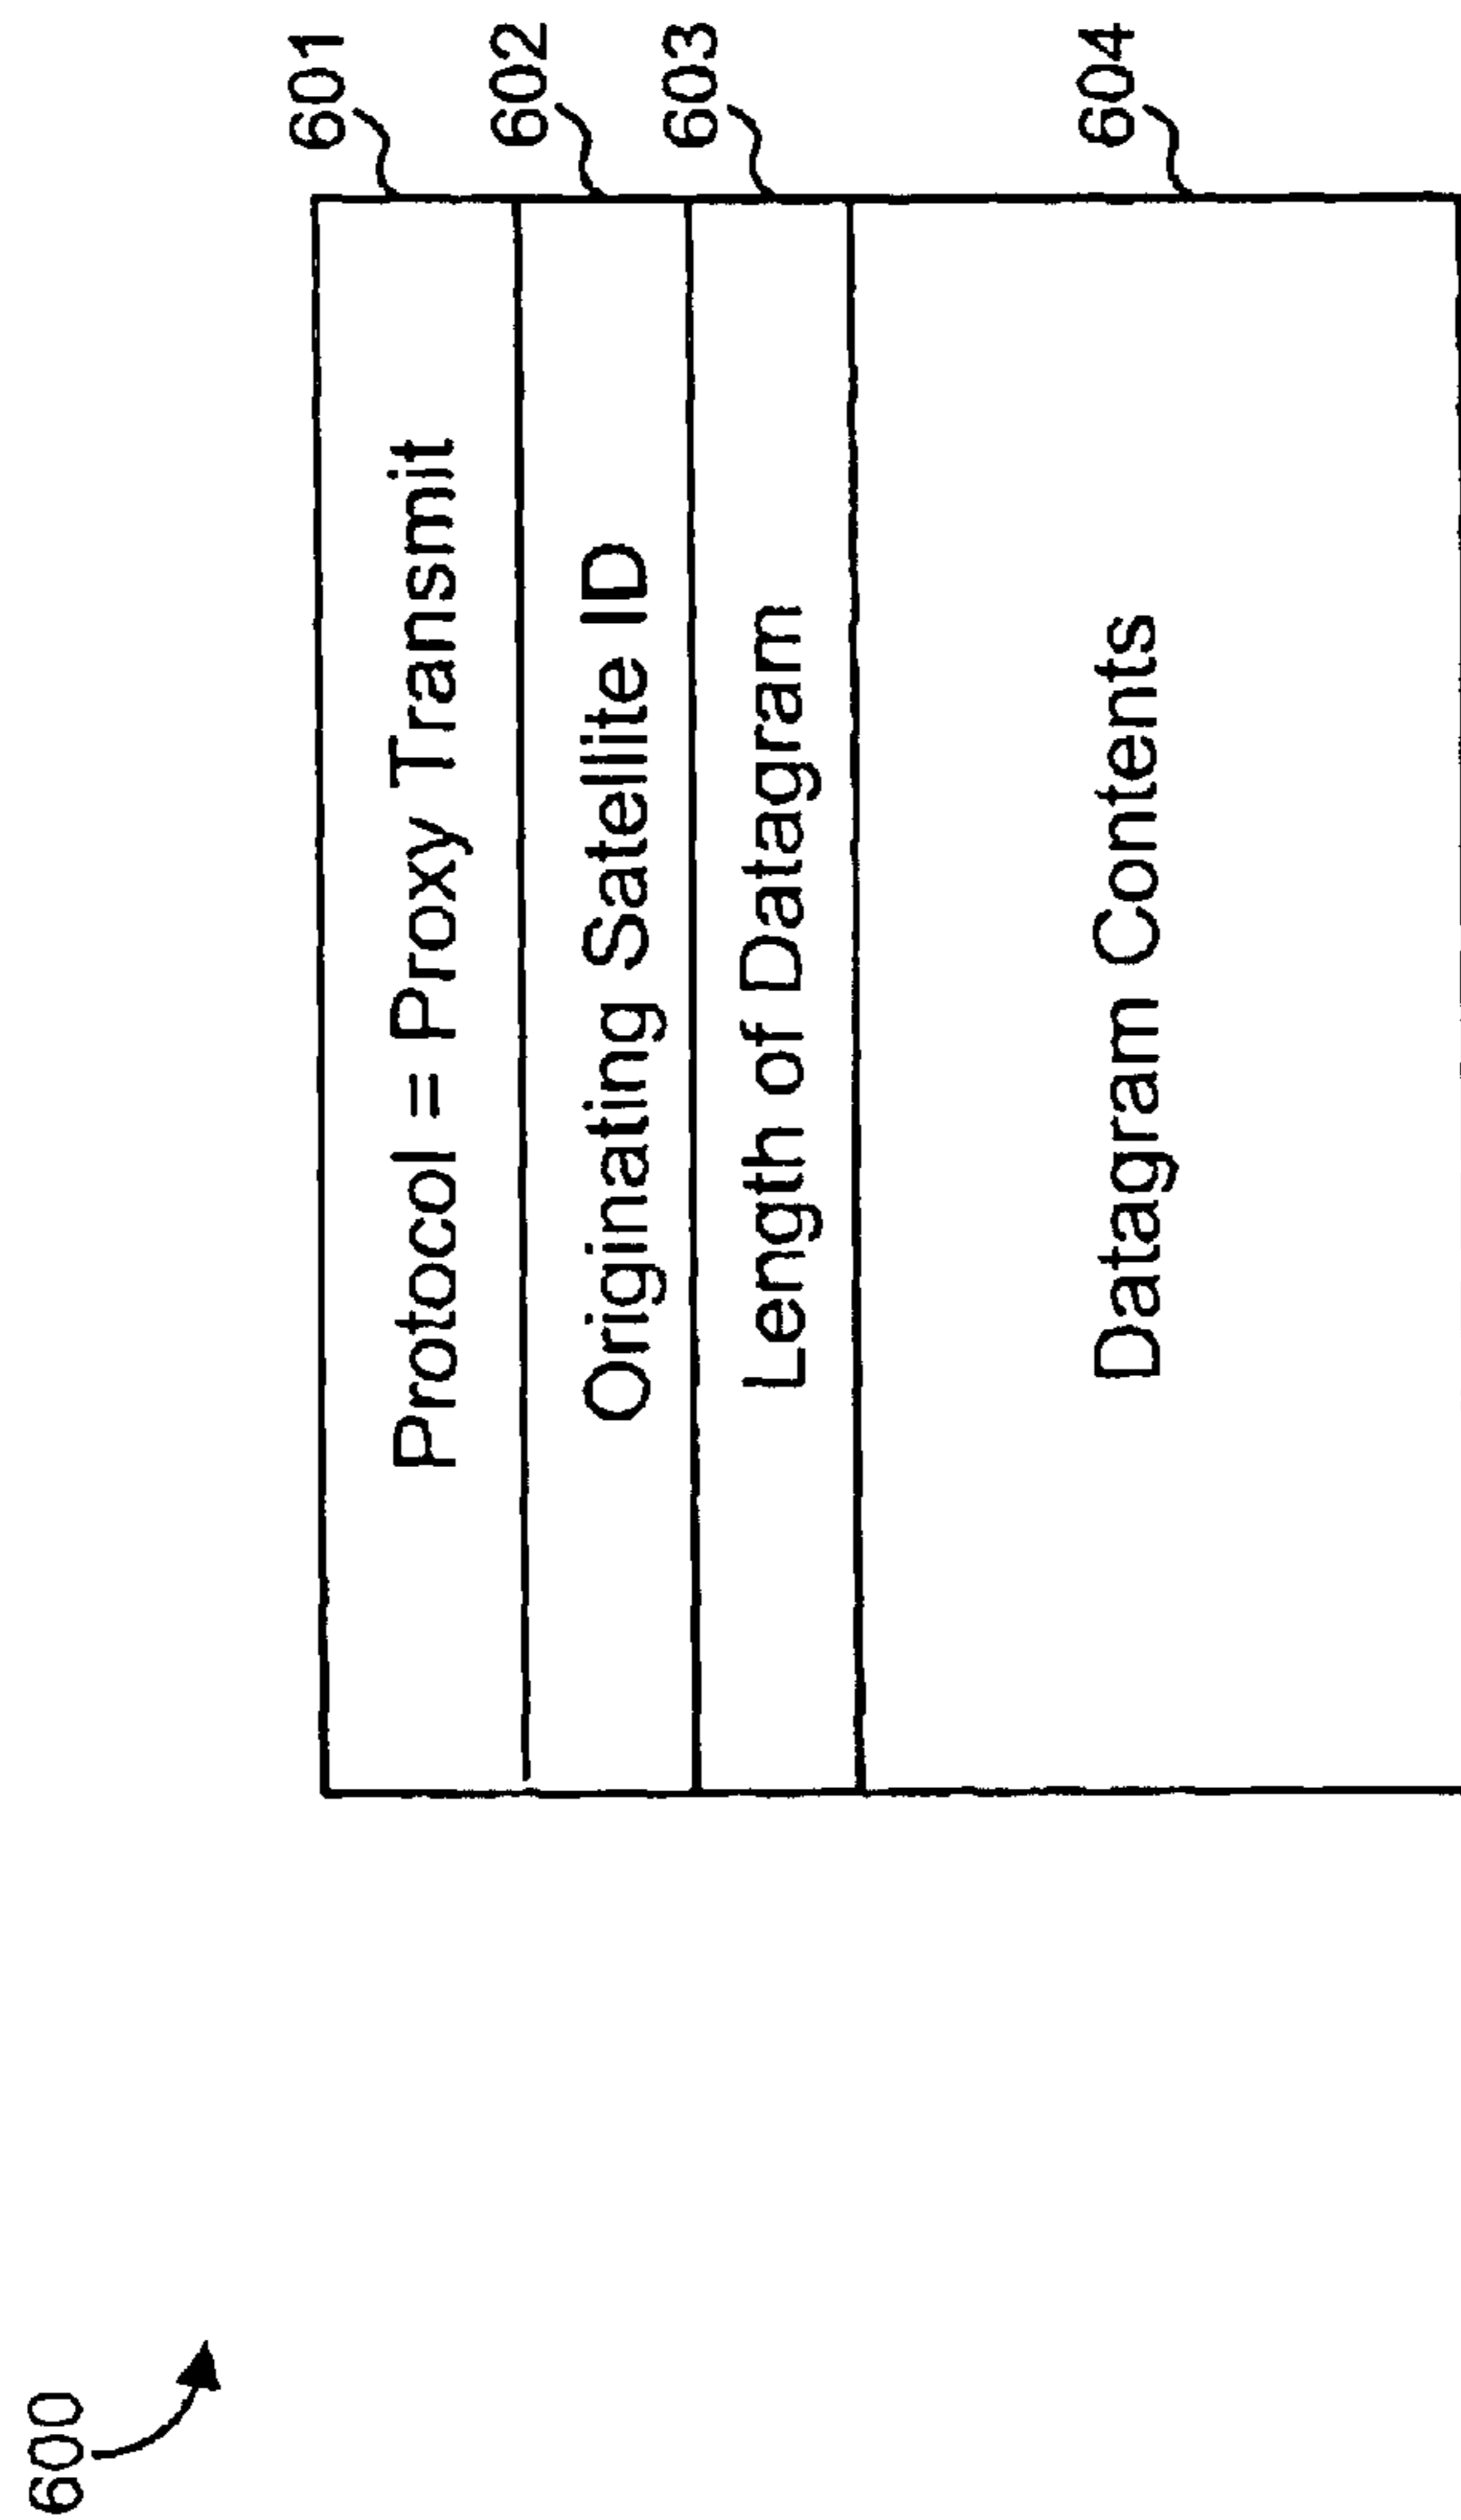 600
Protocol = Proxy Transmit
601
Originating Satellite ID
602
Length of Datagram
603
Datagram Contents
604